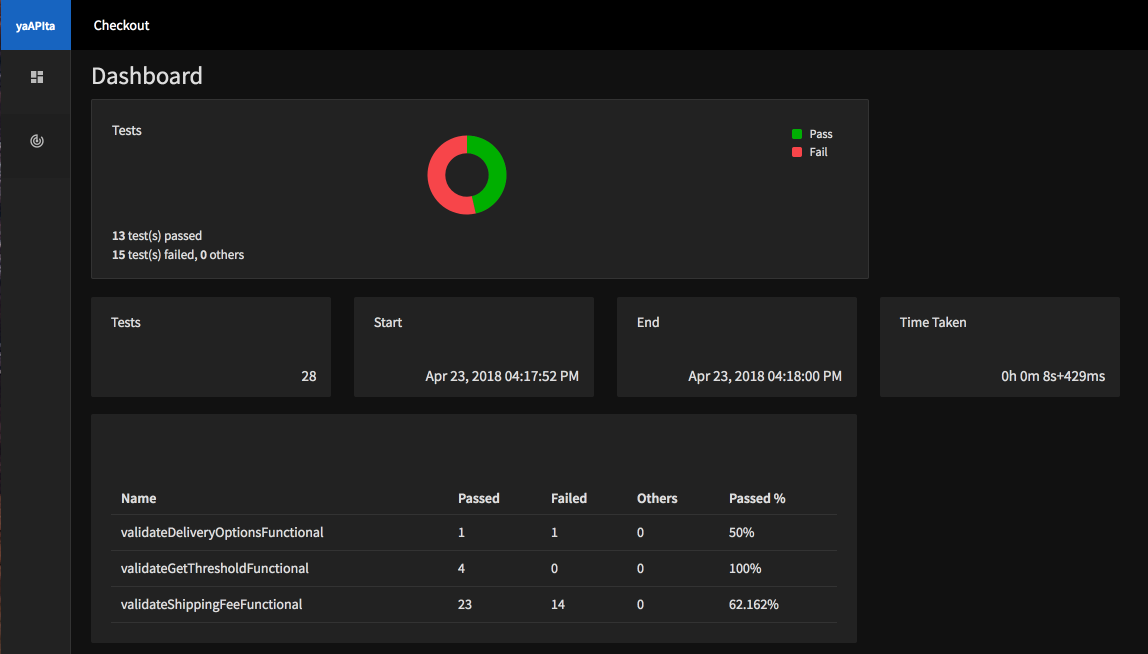 yaAPIta
Checkout
Dashboard
Tests
Pass
Fail
13 test(s) passed
15 test(s) failed, 0 others
Tests
28
Start
Apr 23, 2018 04:17:52 PM
End
Apr 23, 2018 04:18:00 PM
Time Taken
0h 0m 8s+429ms
Name Passed Failed Others Passed %
validateDeliveryOptionsFunctional 1 1 0 50%
validateGetThresholdFunctional 4 0 0 100%
validateShippingFeeFunctional 23 14 0 62.162%